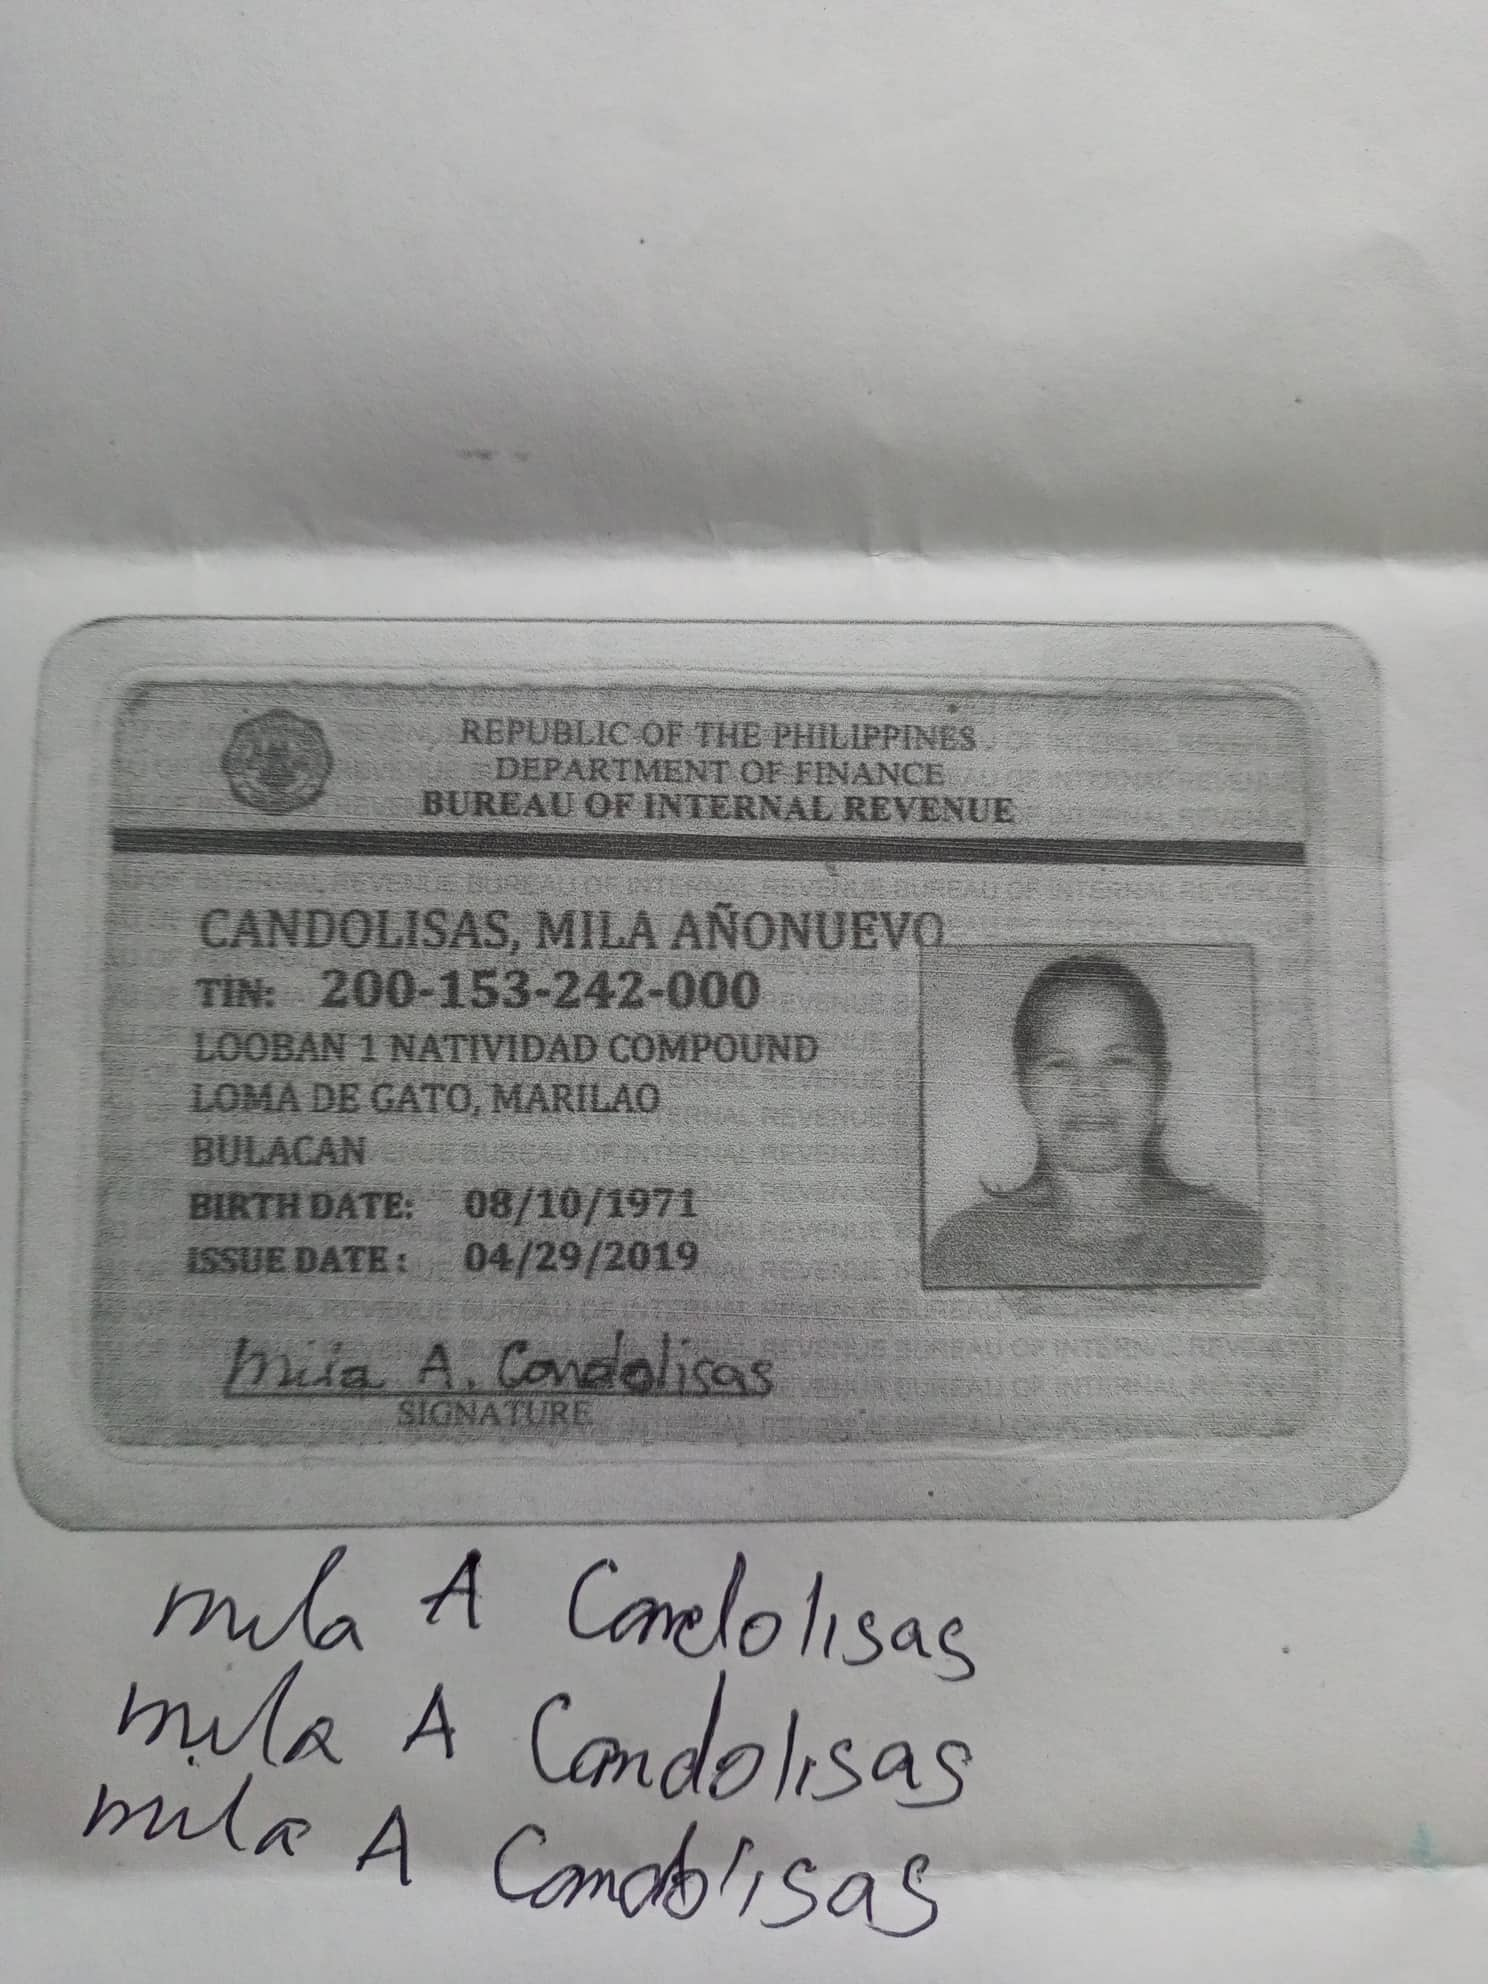 REPUBLIC OF THE PHILIPPINES
DEPARTMENT OF FINANCE
BUREAU OF INTERNAL REVENUE
CANDOLISAS, MILA AÑONUEVO
TIN: 200-153-242-000
LOOBAN 1 NATIVIDAD COMPOUND
LOMA DE GATO, MARILAO
BULACAN
BIRTH DATE: 08/10/1971
ISSUE DATE : 04/29/2019
Mila A. Candolisas
SIGNATURE
mila A Candolisas
mila A Candolisas
mila A Candolisas